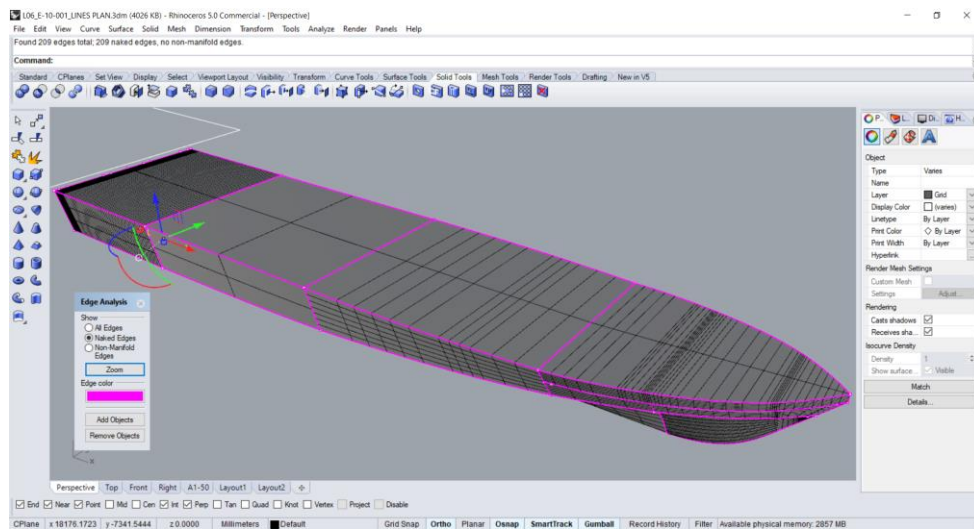 L06_E-10-001_LINES PLAN.3dm (4026 KB) - Rhinoceros 5.0 Commercial - [Perspective]
File Edit View Curve Surface Solid Mesh Dimension Transform Tools Analyze Render Panels Help
Found 209 edges total; 209 naked edges, no non-manifold edges.
Command:
Standard CPlanes Set View Display Select Viewport Layout Visibility Transform Curve Tools Surface Tools Solid Tools Mesh Tools Render Tools Drafting New in V5
P.. L.. Di.. H..
Object
Type Varies
Name
Layer Grid
Display Color (varies)
Linetype By Layer
Print Color By Layer
Print Width By Layer
Hyperlink
Render Mesh Settings
Custom Mesh
Settings Adjust...
Rendering
Casts shadows
Receives sha...
Isocurve Density
Density 1
Show surface... Visible
Match
Details...
Edge Analysis
Show
All Edges
Naked Edges
Non-Manifold
Edges
Zoom
Edge color
Add Objects
Remove Objects
x
Perspective Top Front Right A1-50 Layout1 Layout2
End Near Point Mid Cen Int Perp Tan Quad Knot Vertex Project Disable
CPlane x 18176.1723 y -7341.5444 z 0.0000 Millimeters Default Grid Snap Ortho Planar Osnap SmartTrack Gumball Record History Filter Available physical memory: 2857 MB